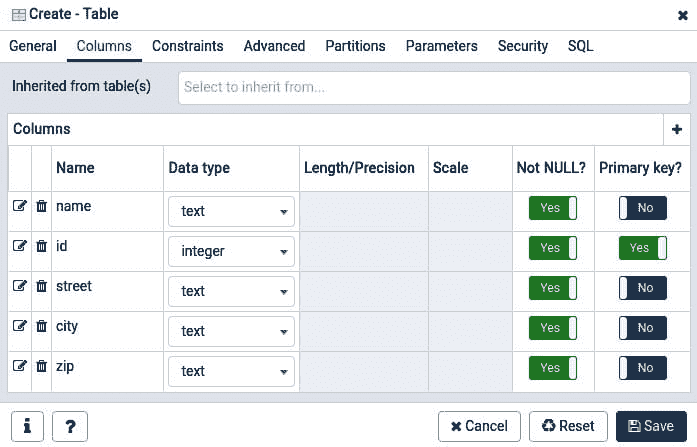 Create - Table
General Columns Constraints Advanced Partitions Parameters Security SQL
Inherited from table(s) Select to inherit from...
Columns
Name Data type Length/Precision Scale Not NULL? Primary key?
name text Yes No
id integer Yes Yes
street text Yes No
city text Yes No
zip text Yes No
i ? Cancel Reset Save